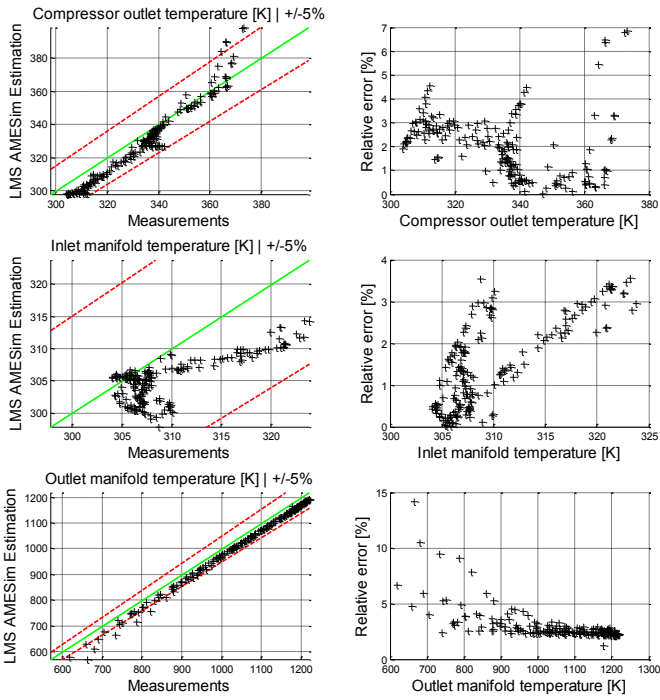 Compressor outlet temperature [K] | +/-5%
LMS AMESim Estimation
380
360
340
320
300
300 320 340 360 380
Measurements
Relative error [%]
7
6
5
4
3
2
1
0
300 320 340 360 380
Compressor outlet temperature [K]
Inlet manifold temperature [K] | +/-5%
LMS AMESim Estimation
320
315
310
305
300
300 305 310 315 320
Measurements
Relative error [%]
4
3
2
1
0
300 305 310 315 320 325
Inlet manifold temperature [K]
Outlet manifold temperature [K] | +/-5%
LMS AMESim Estimation
1200
1100
1000
900
800
700
600
600 700 800 900 1000 1100 1200
Measurements
Relative error [%]
15
10
5
0
600 700 800 900 1000 1100 1200 1300
Outlet manifold temperature [K]